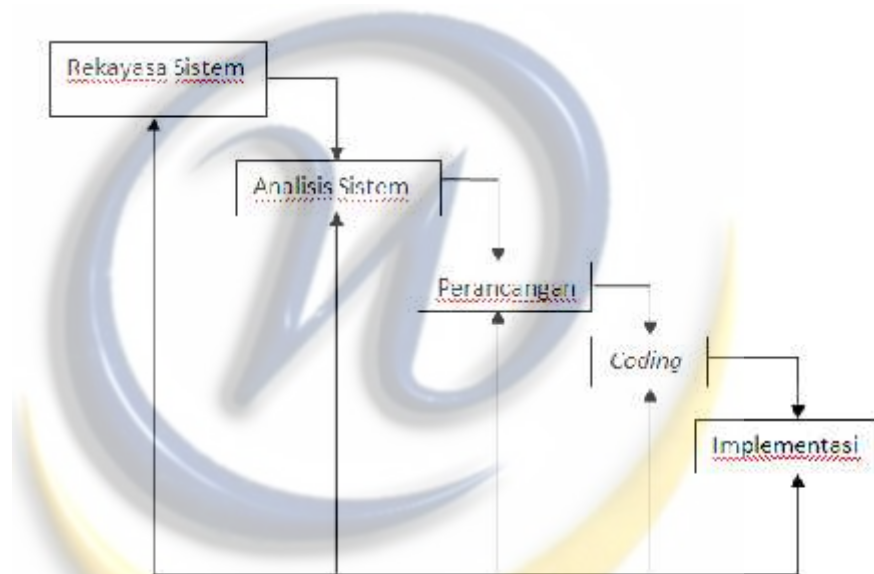 Rekayasa Sistem
Analisis Sistem
Perancangan
Coding
Implementasi